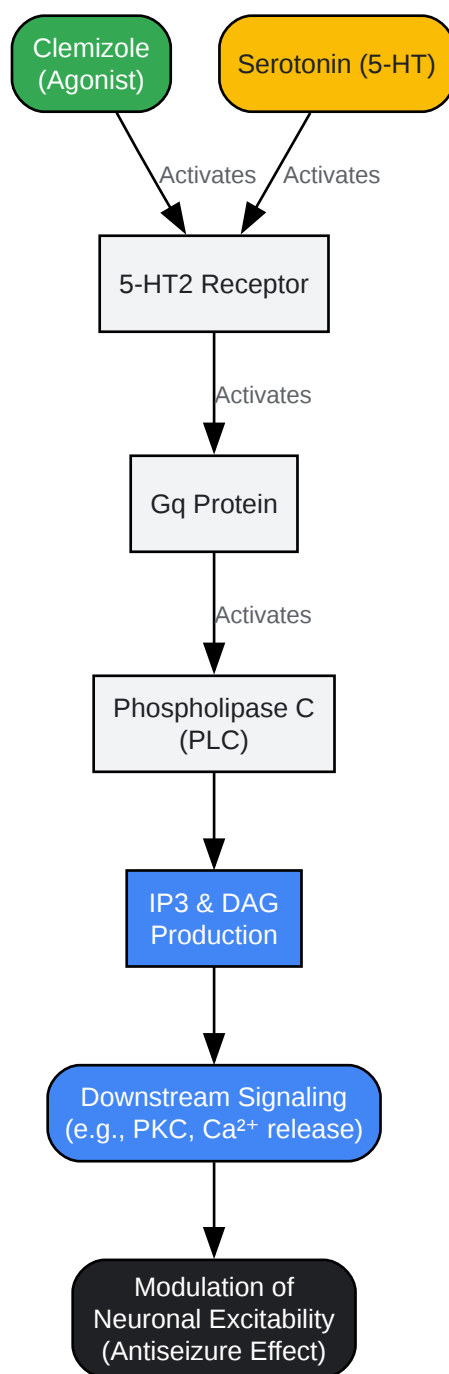 Clemizole
(Agonist)
Serotonin (5-HT)
Activates
Activates
5-HT2 Receptor
Activates
Gq Protein
Activates
Phospholipase C
(PLC)
IP3 & DAG
Production
Downstream Signaling
(e.g., PKC, Ca²⁺ release)
Modulation of
Neuronal Excitability
(Antiseizure Effect)